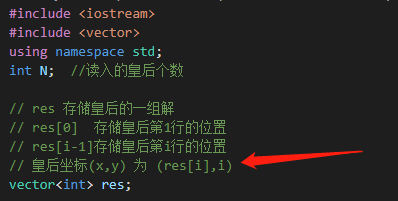 #include <iostream>
#include <vector>
using namespace std;
int N;  //读入的皇后个数
// res 存储皇后的一组解
// res[0]  存储皇后第1行的位置
// res[i-1]存储皇后第i行的位置
// 皇后坐标(x,y) 为 (res[i],i)
vector<int> res;